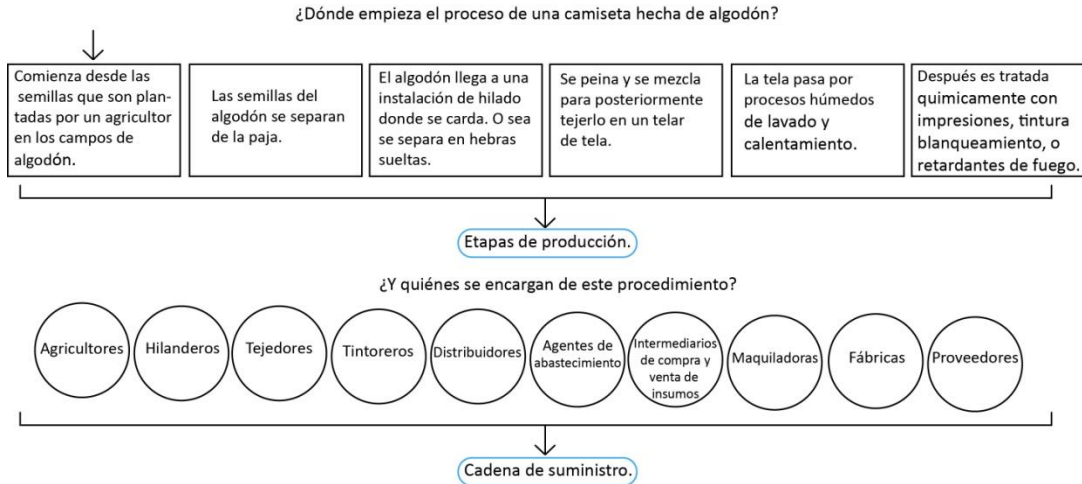 ¿Dónde empieza el proceso de una camiseta hecha de algodón?
Comienza desde las
semillas que son plan-
tadas por un agricultor
en los campos de
algodón.
Las semillas del
algodón se separan
de la paja.
El algodón llega a una
instalación de hilado
donde se carda. O sea
se separa en hebras
sueltas.
Se peina y se mezcla
para posteriormente
tejerlo en un telar
de tela.
La tela pasa por
procesos húmedos
de lavado y
calentamiento.
Después es tratada
quimicamente con
impresiones, tintura
blanqueamiento, o
retardantes de fuego.
Etapas de producción.
¿Y quiénes se encargan de este procedimiento?
Agricultores
Hilanderos
Tejedores
Tintoreros
Distribuidores
Agentes de
abastecimiento
Intermediarios
de compra y
venta de
insumos
Maquiladoras
Fábricas
Proveedores
Cadena de suministro.